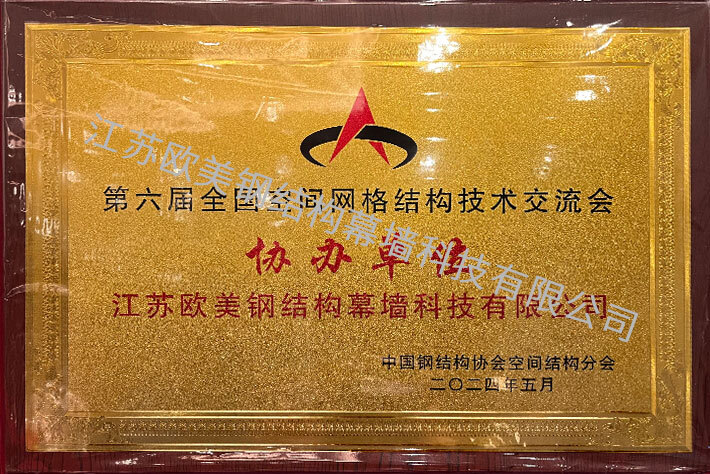 第六届全国空间网格结构技术交流会
协办单位
江苏欧美钢结构幕墙科技有限公司
中国钢结构协会空间结构分会
二〇二四年五月
江苏欧美钢结构幕墙科技有限公司